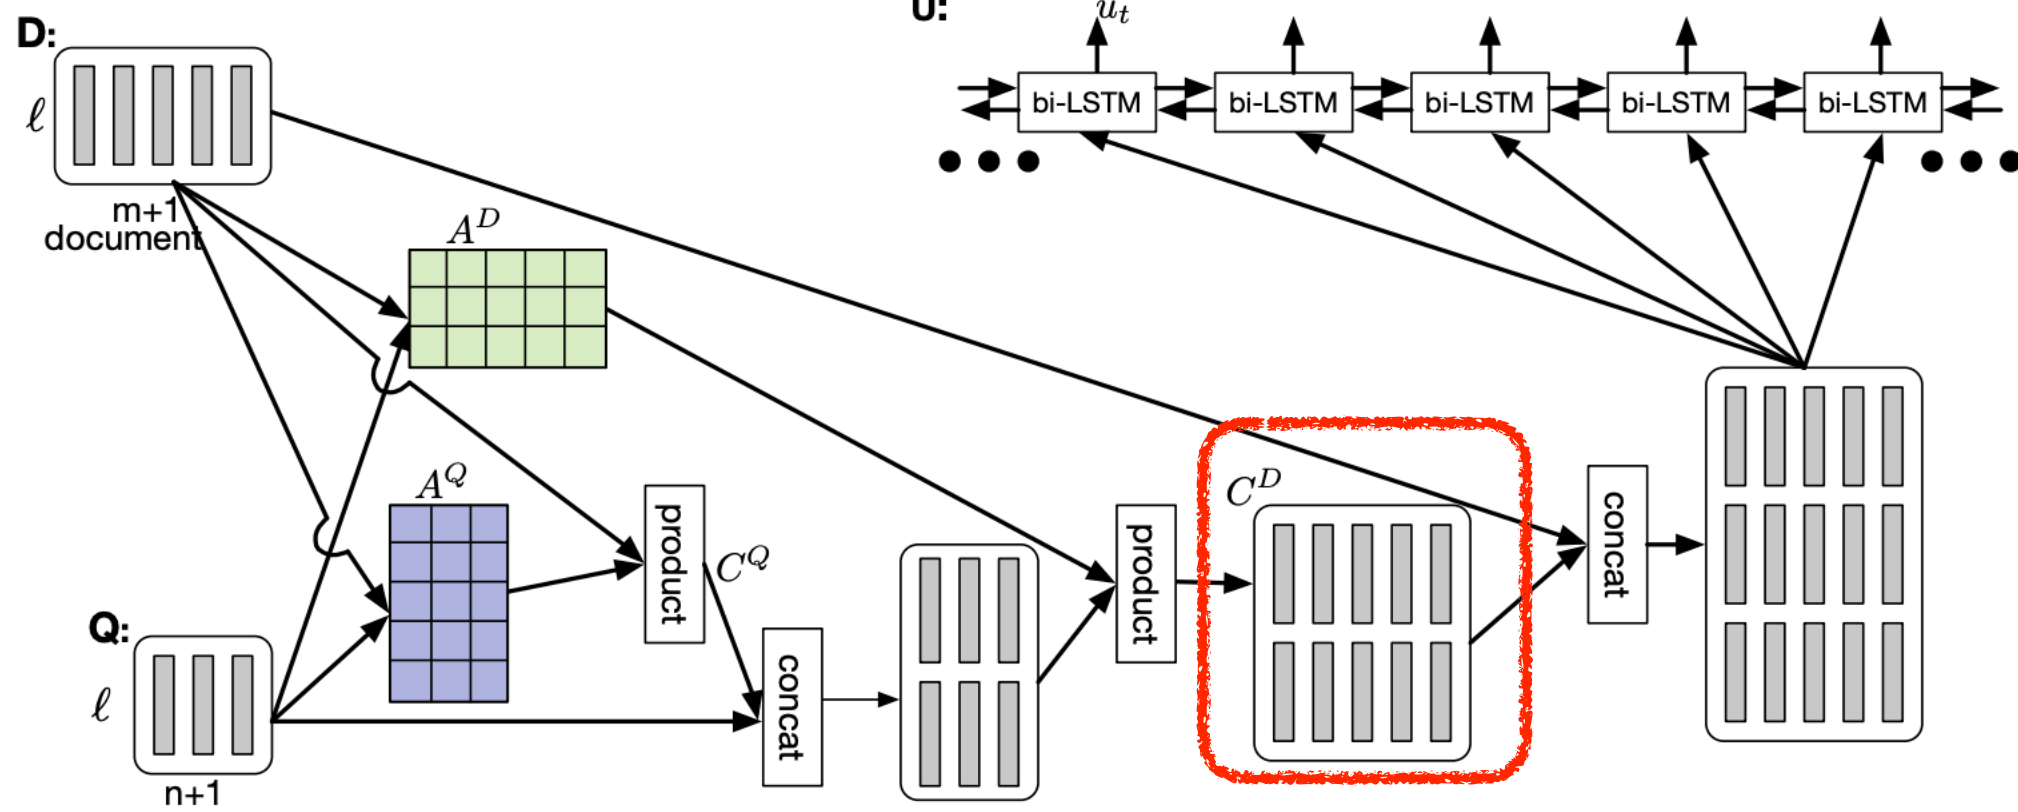 D:
U:
u_t
bi-LSTM bi-LSTM bi-LSTM bi-LSTM bi-LSTM
ℓ
m+1
document
A^D
A^Q
product
C^Q
C^D
product
concat
Q:
ℓ
n+1
concat